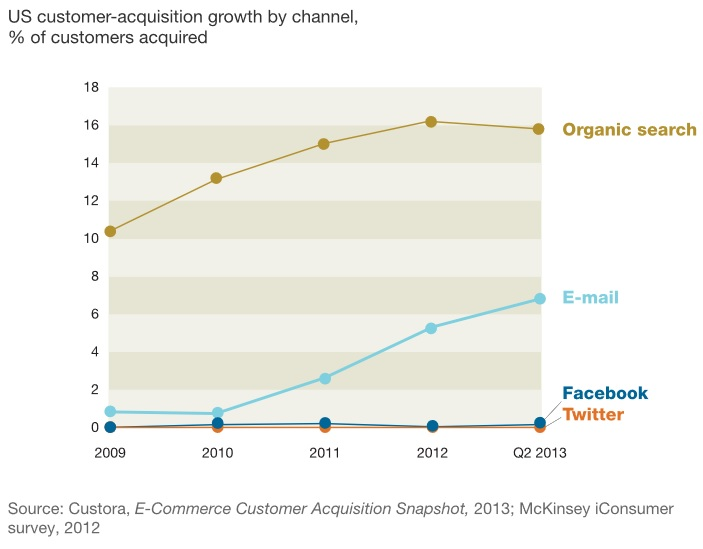 US customer-acquisition growth by channel,
% of customers acquired
18
16
14
12
10
8
6
4
2
0
Organic search
E-mail
Facebook
Twitter
2009 2010 2011 2012 Q2 2013
Source: Custora, E-Commerce Customer Acquisition Snapshot, 2013; McKinsey iConsumer
survey, 2012